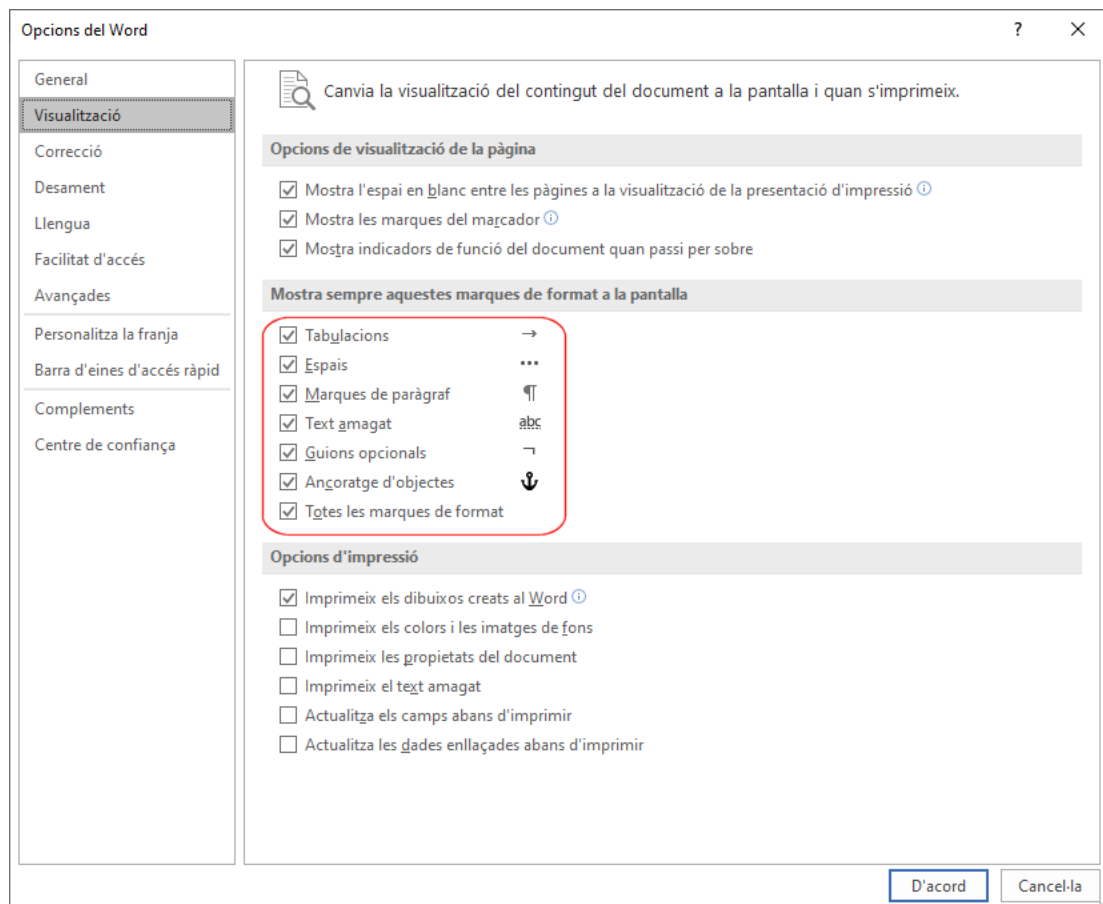 Opcions del Word
?
General
Visualització
Correcció
Desament
Llengua
Facilitat d'accés
Avançades
Personalitza la franja
Barra d'eines d'accés ràpid
Complements
Centre de confiança
Canvia la visualització del contingut del document a la pantalla i quan s'imprimeix.
Opcions de visualització de la pàgina
Mostra l'espai en blanc entre les pàgines a la visualització de la presentació d'impressió
Mostra les marques del marcador
Mostra indicadors de funció del document quan passi per sobre
Mostra sempre aquestes marques de format a la pantalla
Tabulacions →
Espais •••
Marques de paràgraf ¶
Text amagat abc
Guions opcionals ¬
Ancoratge d'objectes
Totes les marques de format
Opcions d'impressió
Imprimeix els dibuixos creats al Word
Imprimeix els colors i les imatges de fons
Imprimeix les propietats del document
Imprimeix el text amagat
Actualitza els camps abans d'imprimir
Actualitza les dades enllaçades abans d'imprimir
D'acord
Cancel·la